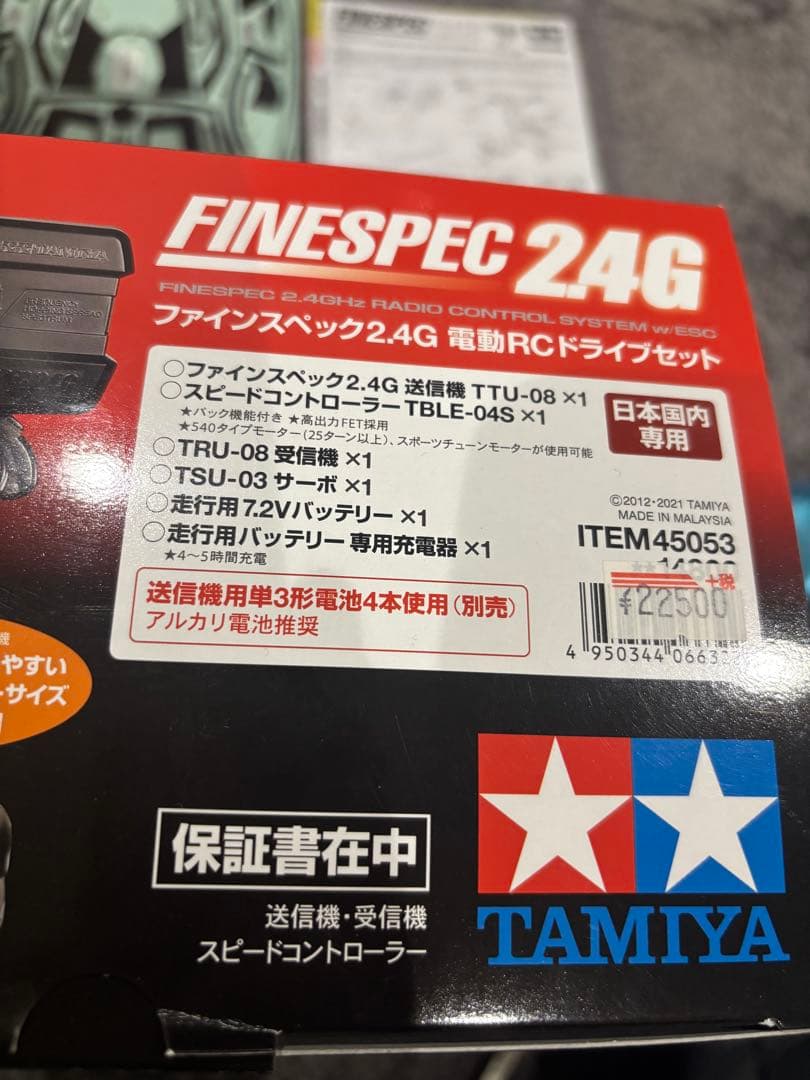 FINESPEC
FINESPEC 2.4G
FINESPEC 2.4GHz RADIO CONTROL SYSTEM w/ESC
ファインスペック2.4G 電動RCドライブセット
○ファインスペック2.4G 送信機 TTU-08 ×1
○スピードコントローラー TBLE-04S ×1
★バック機能付き ★高出力FET採用
★540タイプモーター(25ターン以上)、スポーツチューンモーターが使用可能
○TRU-08 受信機 ×1
○TSU-03 サーボ ×1
○走行用7.2Vバッテリー ×1
○走行用バッテリー 専用充電器 ×1
★4〜5時間充電
日本国内
専用
©2012・2021 TAMIYA
MADE IN MALAYSIA
ITEM 45053
+税
¥22500
4 950344 0663
送信機用単3形電池4本使用(別売)
アルカリ電池推奨
機
やすい
サイズ
保証書在中
送信機・受信機
スピードコントローラー
TAMIYA